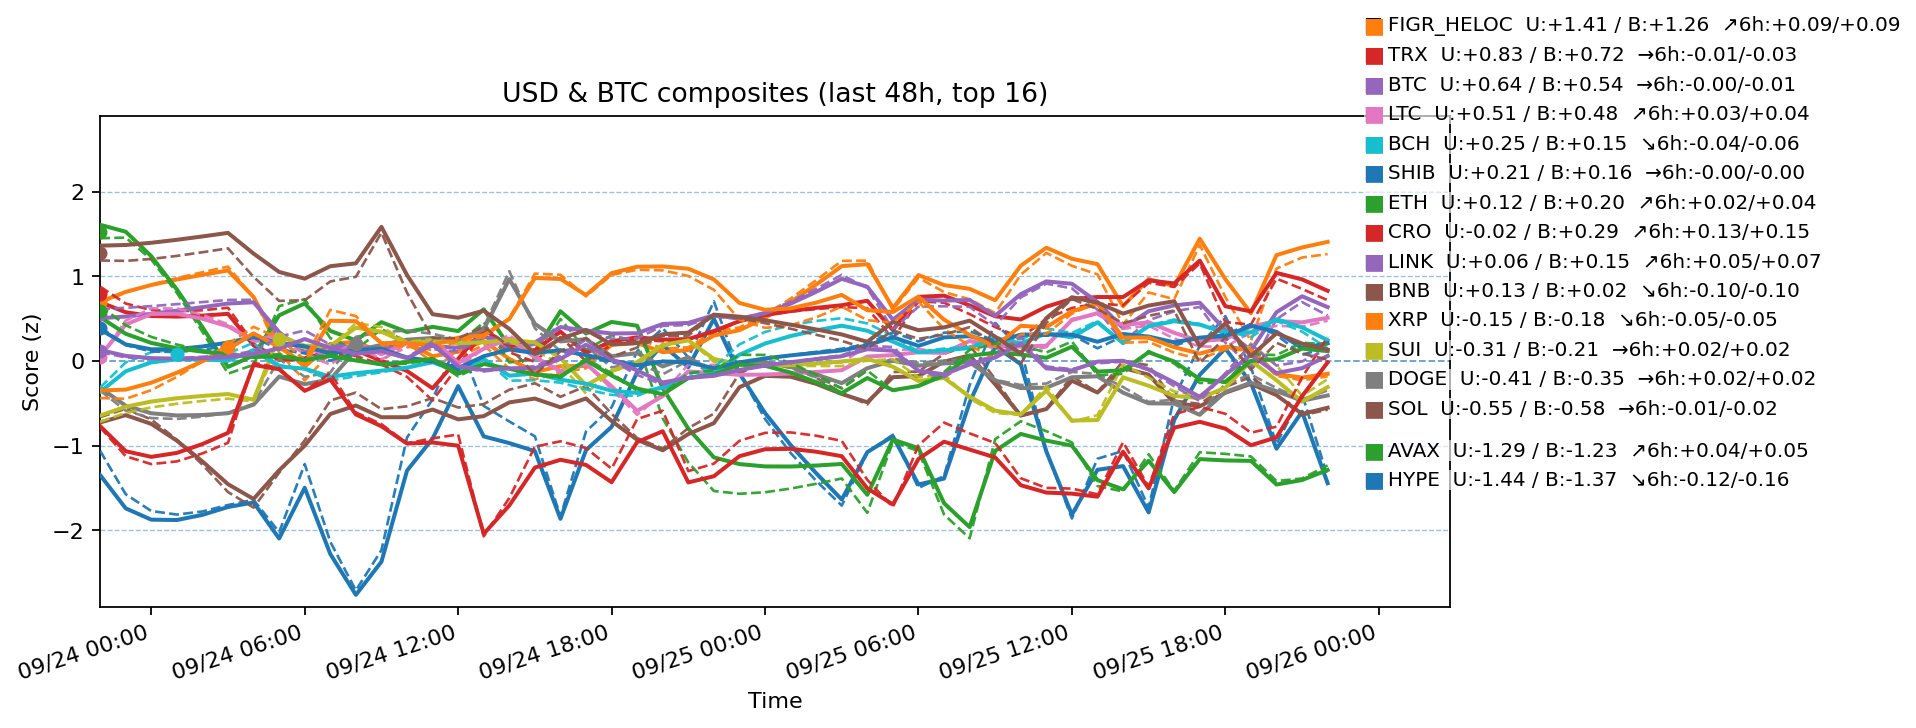 USD & BTC composites (last 48h, top 16)
FIGR_HELOC  U:+1.41 / B:+1.26  ↗6h:+0.09/+0.09
TRX  U:+0.83 / B:+0.72  →6h:-0.01/-0.03
BTC  U:+0.64 / B:+0.54  →6h:-0.00/-0.01
LTC  U:+0.51 / B:+0.48  ↗6h:+0.03/+0.04
BCH  U:+0.25 / B:+0.15  ↘6h:-0.04/-0.06
SHIB  U:+0.21 / B:+0.16  →6h:-0.00/-0.00
ETH  U:+0.12 / B:+0.20  ↗6h:+0.02/+0.04
CRO  U:-0.02 / B:+0.29  ↗6h:+0.13/+0.15
LINK  U:+0.06 / B:+0.15  ↗6h:+0.05/+0.07
BNB  U:+0.13 / B:+0.02  ↘6h:-0.10/-0.10
XRP  U:-0.15 / B:-0.18  ↘6h:-0.05/-0.05
SUI  U:-0.31 / B:-0.21  →6h:+0.02/+0.02
DOGE  U:-0.41 / B:-0.35  →6h:+0.02/+0.02
SOL  U:-0.55 / B:-0.58  →6h:-0.01/-0.02
AVAX  U:-1.29 / B:-1.23  ↗6h:+0.04/+0.05
HYPE  U:-1.44 / B:-1.37  ↘6h:-0.12/-0.16
Score (z)
2
1
0
−1
−2
09/24 00:00
09/24 06:00
09/24 12:00
09/24 18:00
09/25 00:00
09/25 06:00
09/25 12:00
09/25 18:00
09/26 00:00
Time